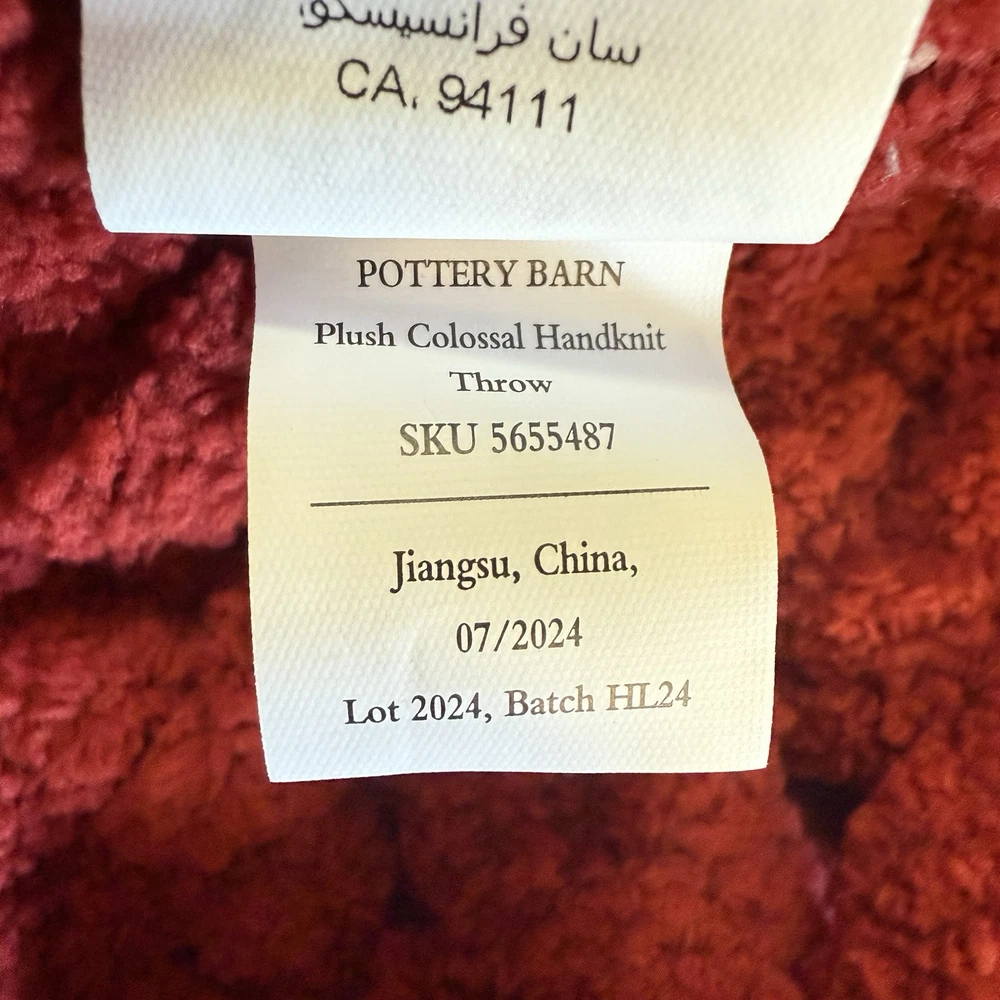 سان فرانسيسكو،
CA. 94111
POTTERY BARN
Plush Colossal Handknit
Throw
SKU 5655487
Jiangsu, China,
07/2024
Lot 2024, Batch HL24